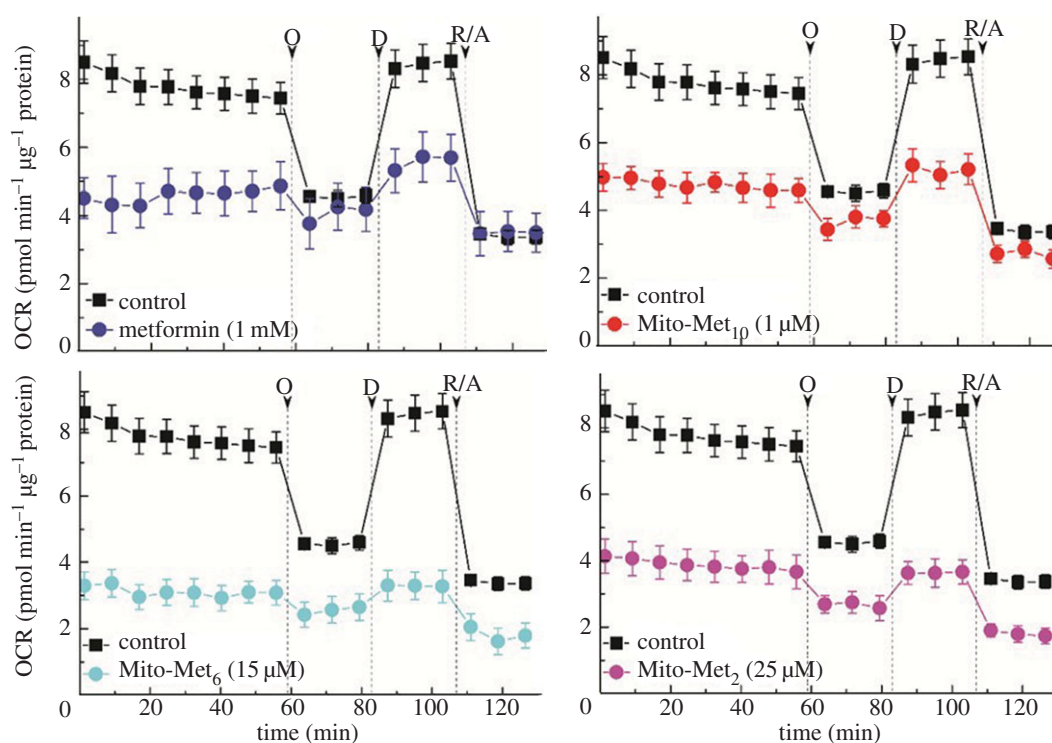 O D R/A
OCR (pmol min⁻¹ µg⁻¹ protein)
8
6
4
2
0
control
metformin (1 mM)
O D R/A
8
6
4
2
0
control
Mito-Met₁₀ (1 µM)
O D R/A
OCR (pmol min⁻¹ µg⁻¹ protein)
8
6
4
2
0
control
Mito-Met₆ (15 µM)
20 40 60 80 100 120
time (min)
O D R/A
8
6
4
2
0
control
Mito-Met₂ (25 µM)
20 40 60 80 100 120
time (min)